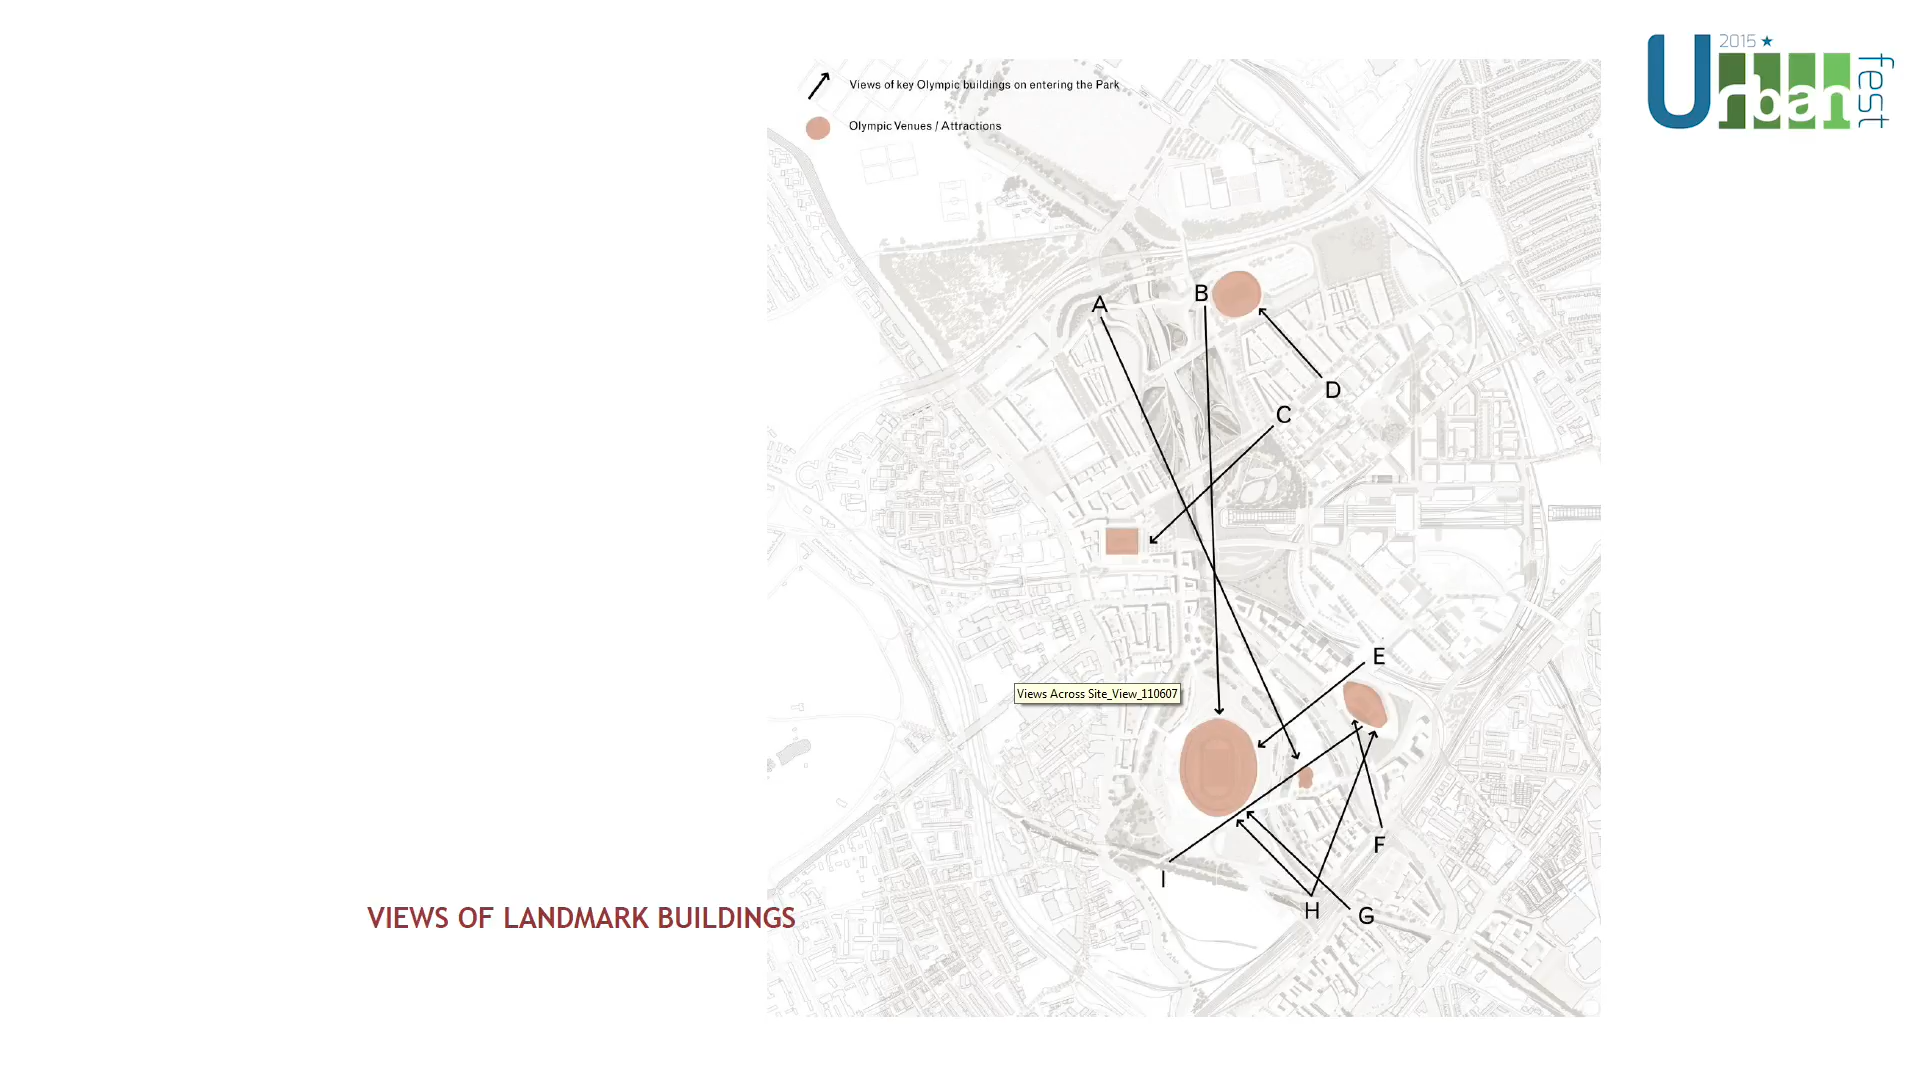 2015
Urban
fest
Views of key Olympic buildings on entering the Park
Olympic Venues / Attractions
A
B
D
C
E
Views Across Site_View_110607
F
I
H
G
VIEWS OF LANDMARK BUILDINGS